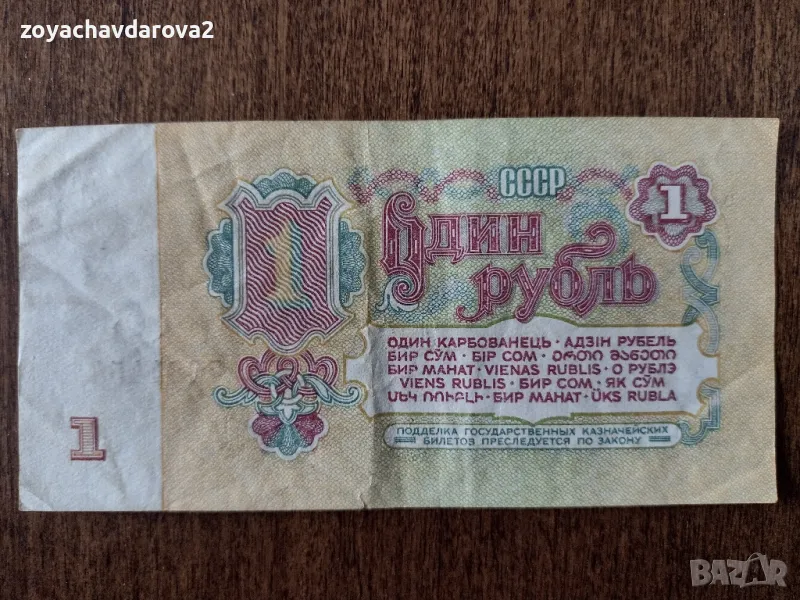 zoyachavdarova2
СССР
1
1
Один
рубль
ОДИН КАРБОВАНЕЦЬ · АДЗІН РУБЕЛЬ
БИР СЎМ · БІР СОМ · ᲔᲠᲗᲘ ᲛᲐᲜᲔᲗᲘ
БИР МАНАТ · VIENAS RUBLIS · О РУБЛЭ
VIENS RUBLIS · БИР СОМ · ЯК СЎМ
ՄԵԿ ՌՈՒԲԼԻ · БИР МАНАТ · ÜKS RUBLA
ПОДДЕЛКА ГОСУДАРСТВЕННЫХ КАЗНАЧЕЙСКИХ
БИЛЕТОВ ПРЕСЛЕДУЕТСЯ ПО ЗАКОНУ
1
BAZAR